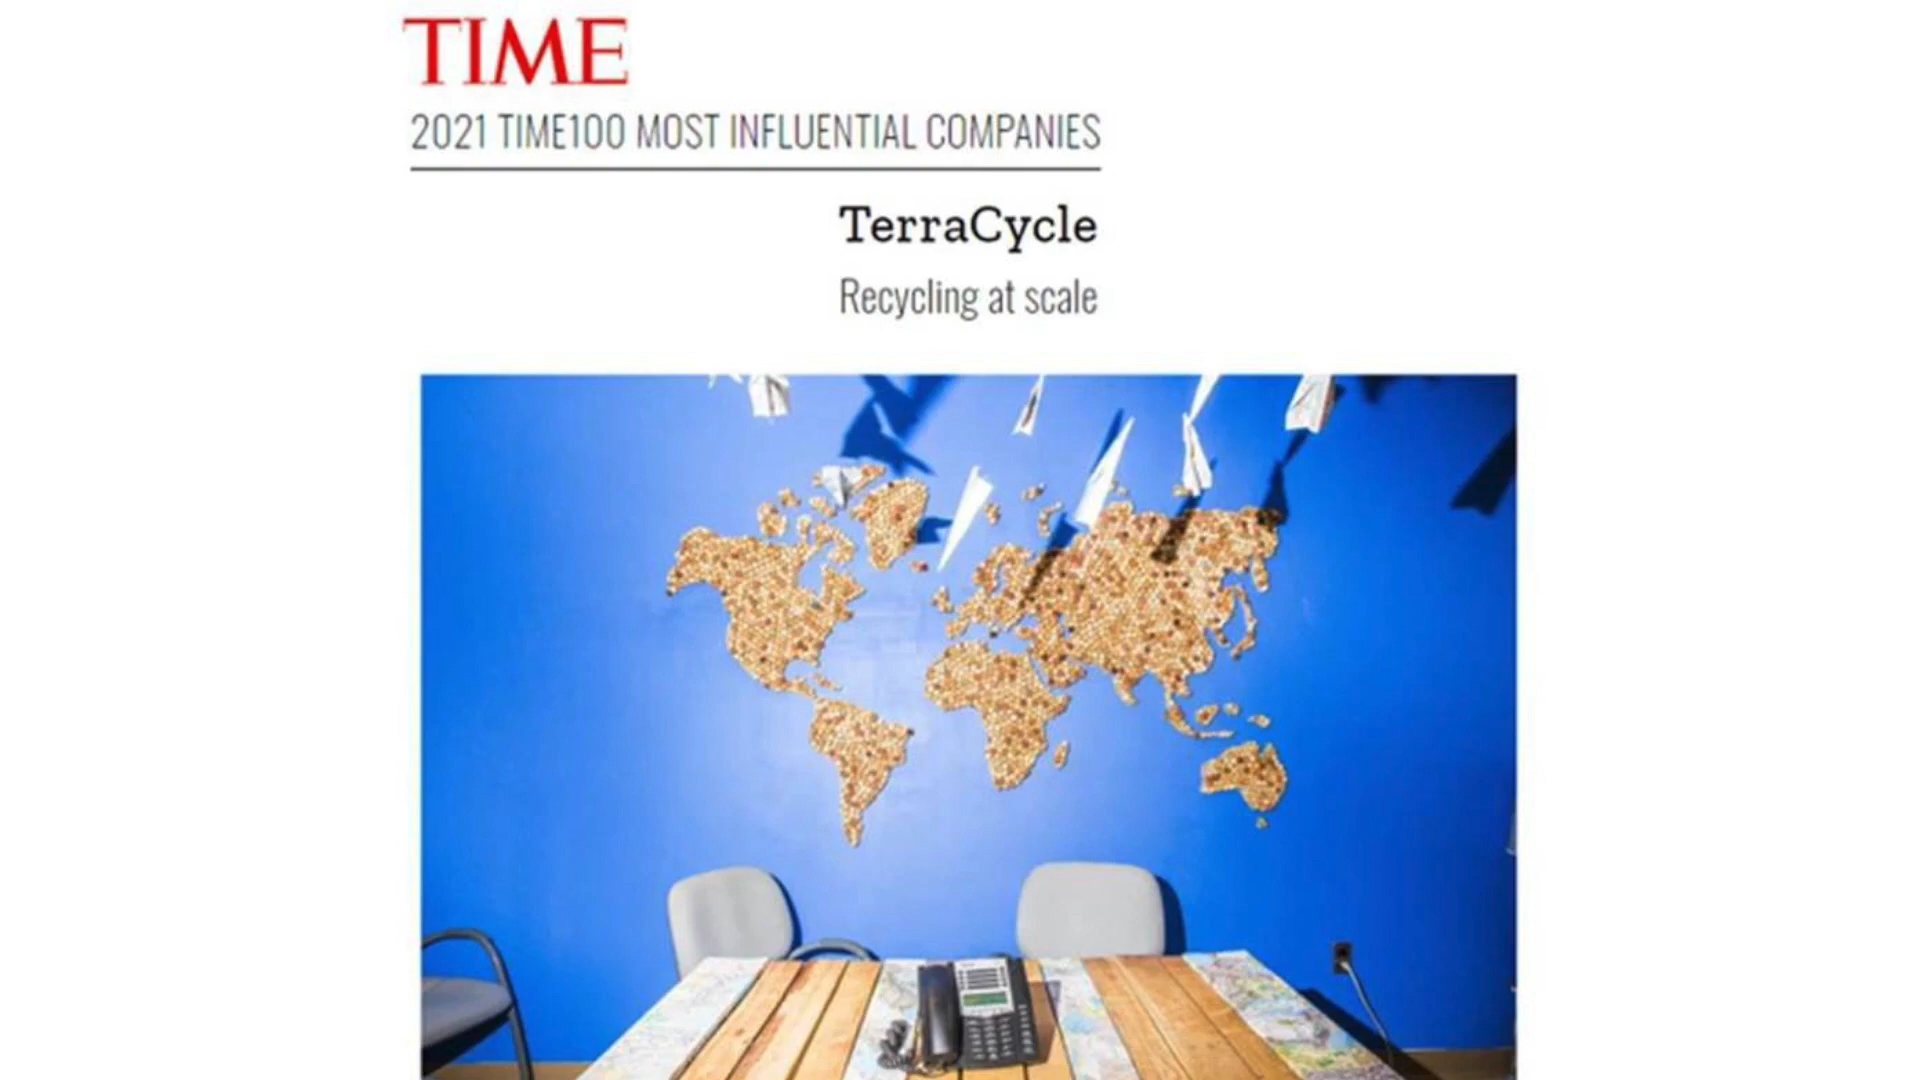 TIME
2021 TIME100 MOST INFLUENTIAL COMPANIES
TerraCycle
Recycling at scale